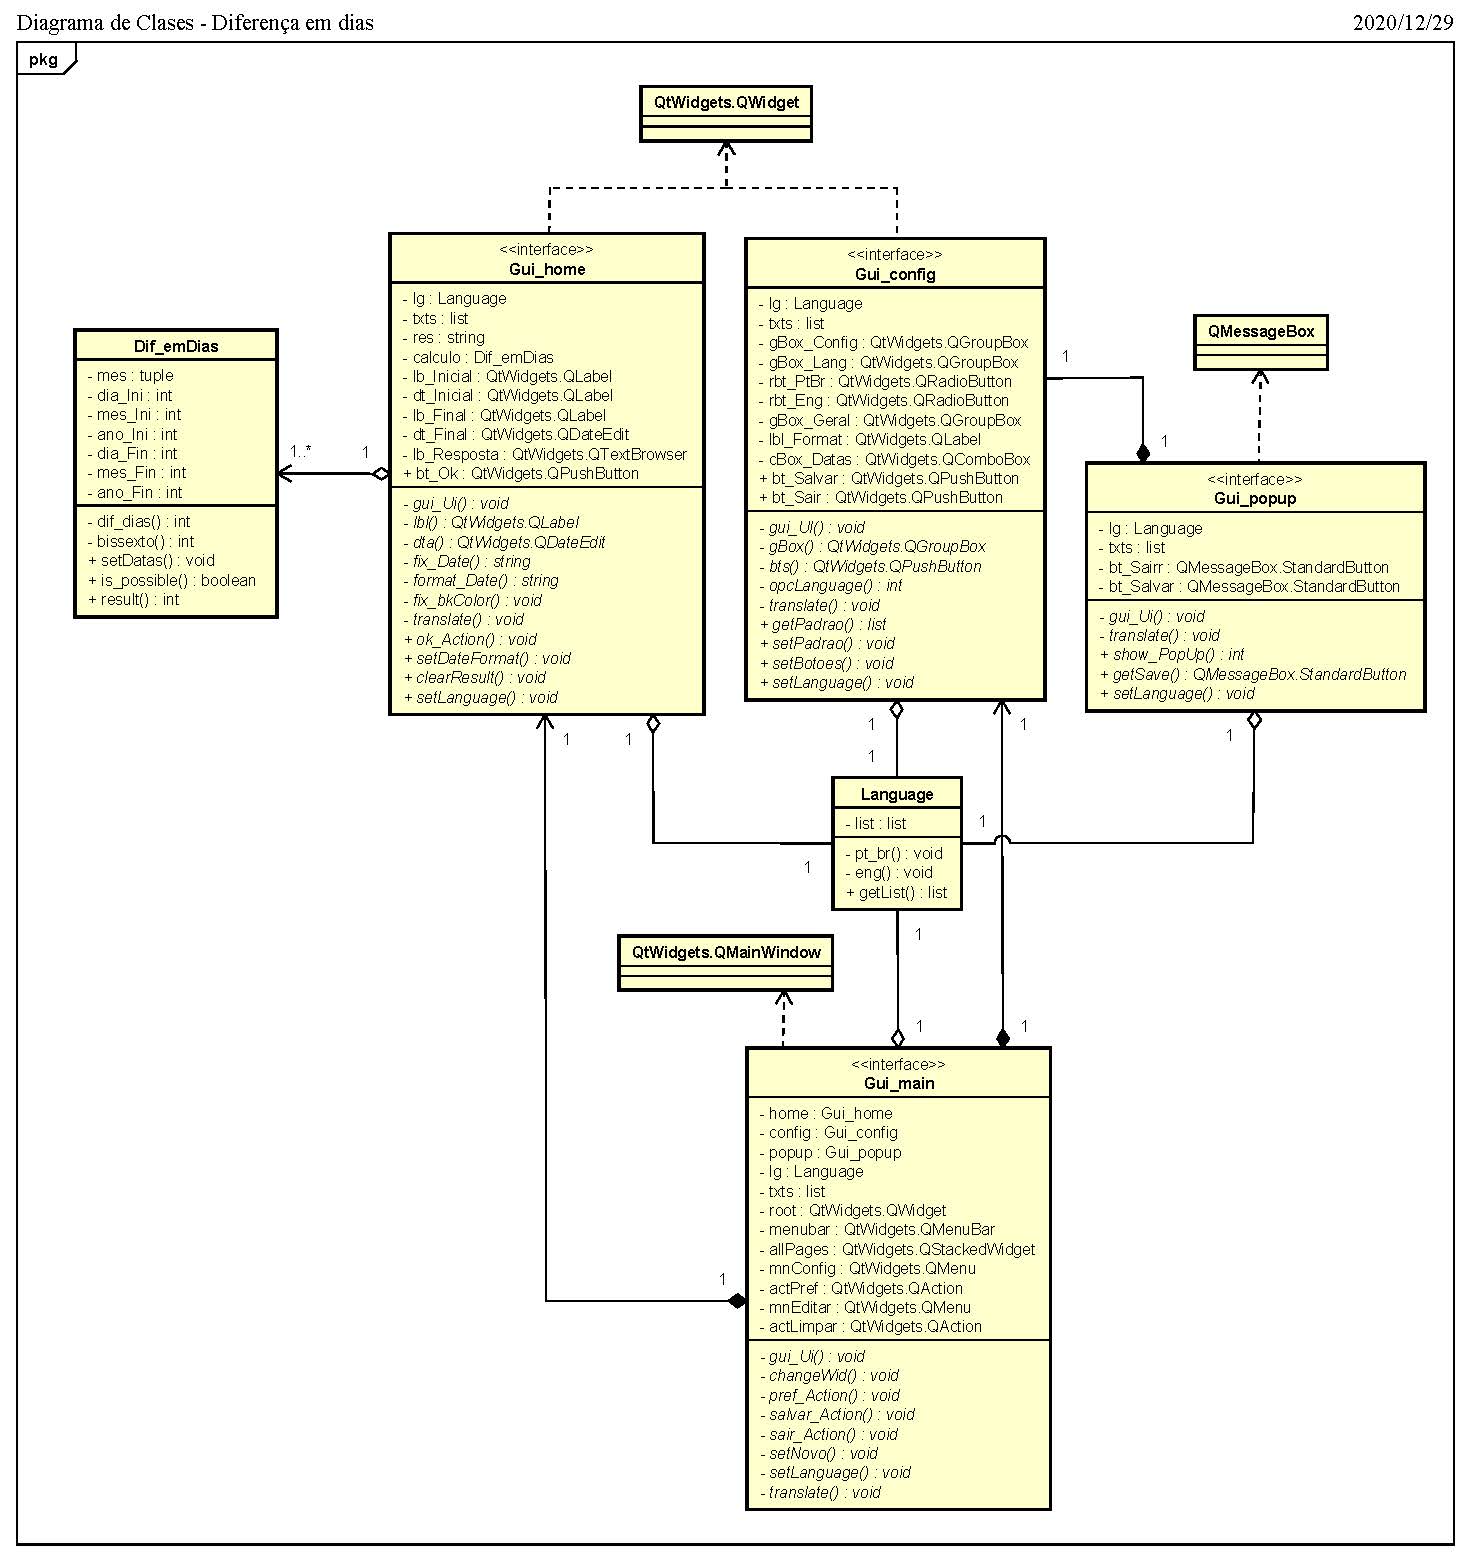 Diagrama de Clases - Diferença em dias
2020/12/29
pkg
QtWidgets.QWidget
<<interface>>
Gui_home
- lg : Language
- txts : list
- res : string
- calculo : Dif_emDias
- lb_Inicial : QtWidgets.QLabel
- dt_Inicial : QtWidgets.QLabel
- lb_Final : QtWidgets.QLabel
- dt_Final : QtWidgets.QDateEdit
- lb_Resposta : QtWidgets.QTextBrowser
+ bt_Ok : QtWidgets.QPushButton
- gui_Ui() : void
- lbl() : QtWidgets.QLabel
- dta() : QtWidgets.QDateEdit
- fix_Date() : string
- format_Date() : string
- fix_bkColor() : void
- translate() : void
+ ok_Action() : void
+ setDateFormat() : void
+ clearResult() : void
+ setLanguage() : void
<<interface>>
Gui_config
- lg : Language
- txts : list
- gBox_Config : QtWidgets.QGroupBox
- gBox_Lang : QtWidgets.QGroupBox
- rbt_PtBr : QtWidgets.QRadioButton
- rbt_Eng : QtWidgets.QRadioButton
- gBox_Geral : QtWidgets.QGroupBox
- lbl_Format : QtWidgets.QLabel
- cBox_Datas : QtWidgets.QComboBox
+ bt_Salvar : QtWidgets.QPushButton
+ bt_Sair : QtWidgets.QPushButton
- gui_UI() : void
- gBox() : QtWidgets.QGroupBox
- bts() : QtWidgets.QPushButton
- opcLanguage() : int
- translate() : void
+ getPadrao() : list
+ setPadrao() : void
+ setBotoes() : void
+ setLanguage() : void
QMessageBox
Dif_emDias
- mes : tuple
- dia_Ini : int
- mes_Ini : int
- ano_Ini : int
- dia_Fin : int
- mes_Fin : int
- ano_Fin : int
- dif_dias() : int
- bissexto() : int
+ setDatas() : void
+ is_possible() : boolean
+ result() : int
1..*
1
1
1
<<interface>>
Gui_popup
- lg : Language
- txts : list
- bt_Sairr : QMessageBox.StandardButton
- bt_Salvar : QMessageBox.StandardButton
- gui_Ui() : void
- translate() : void
+ show_PopUp() : int
+ getSave() : QMessageBox.StandardButton
+ setLanguage() : void
1
1
1
1
1
1
Language
- list : list
- pt_br() : void
- eng() : void
+ getList() : list
1
1
1
QtWidgets.QMainWindow
1
1
<<interface>>
Gui_main
- home : Gui_home
- config : Gui_config
- popup : Gui_popup
- lg : Language
- txts : list
- root : QtWidgets.QWidget
- menubar : QtWidgets.QMenuBar
- allPages : QtWidgets.QStackedWidget
- mnConfig : QtWidgets.QMenu
- actPref : QtWidgets.QAction
- mnEditar : QtWidgets.QMenu
- actLimpar : QtWidgets.QAction
- gui_Ui() : void
- changeWid() : void
- pref_Action() : void
- salvar_Action() : void
- sair_Action() : void
- setNovo() : void
- setLanguage() : void
- translate() : void
1